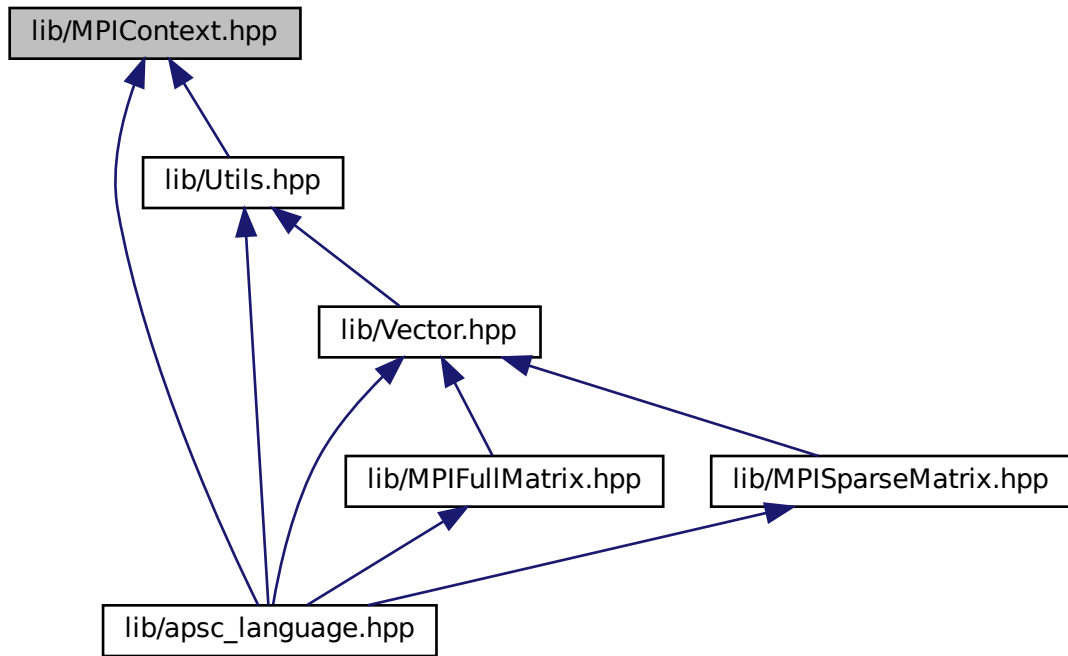 lib/MPIContext.hpp
lib/Utils.hpp
lib/Vector.hpp
lib/MPIFullMatrix.hpp
lib/MPISparseMatrix.hpp
lib/apsc_language.hpp